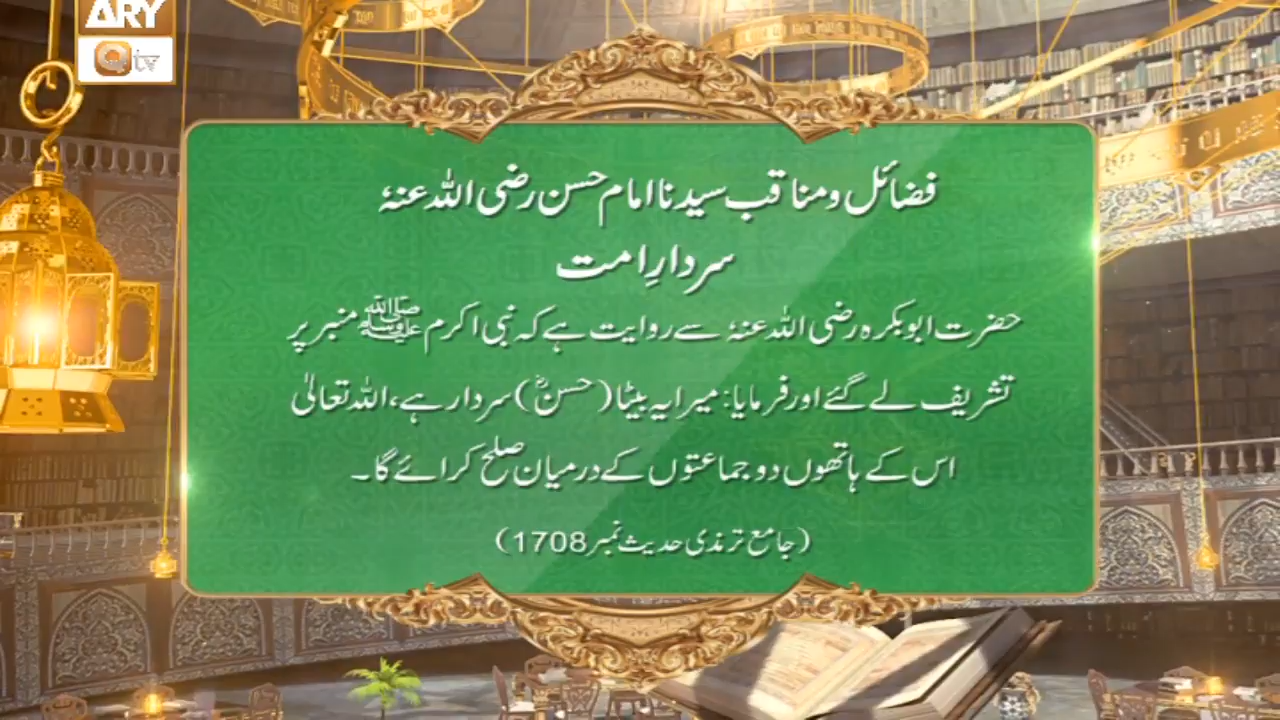 ARY
Qtv
فضائل و مناقب سیدنا امام حسن رضی اللہ عنہٗ
سردارِ امت
حضرت ابوبکرہ رضی اللہ عنہٗ سے روایت ہے کہ نبی اکرم ﷺ منبر پر
تشریف لے گئے اور فرمایا: میرا یہ بیٹا (حسنؓ) سردار ہے، اللہ تعالیٰ
اس کے ہاتھوں دو جماعتوں کے درمیان صلح کرائے گا۔
(جامع ترمذی حدیث نمبر 1708)